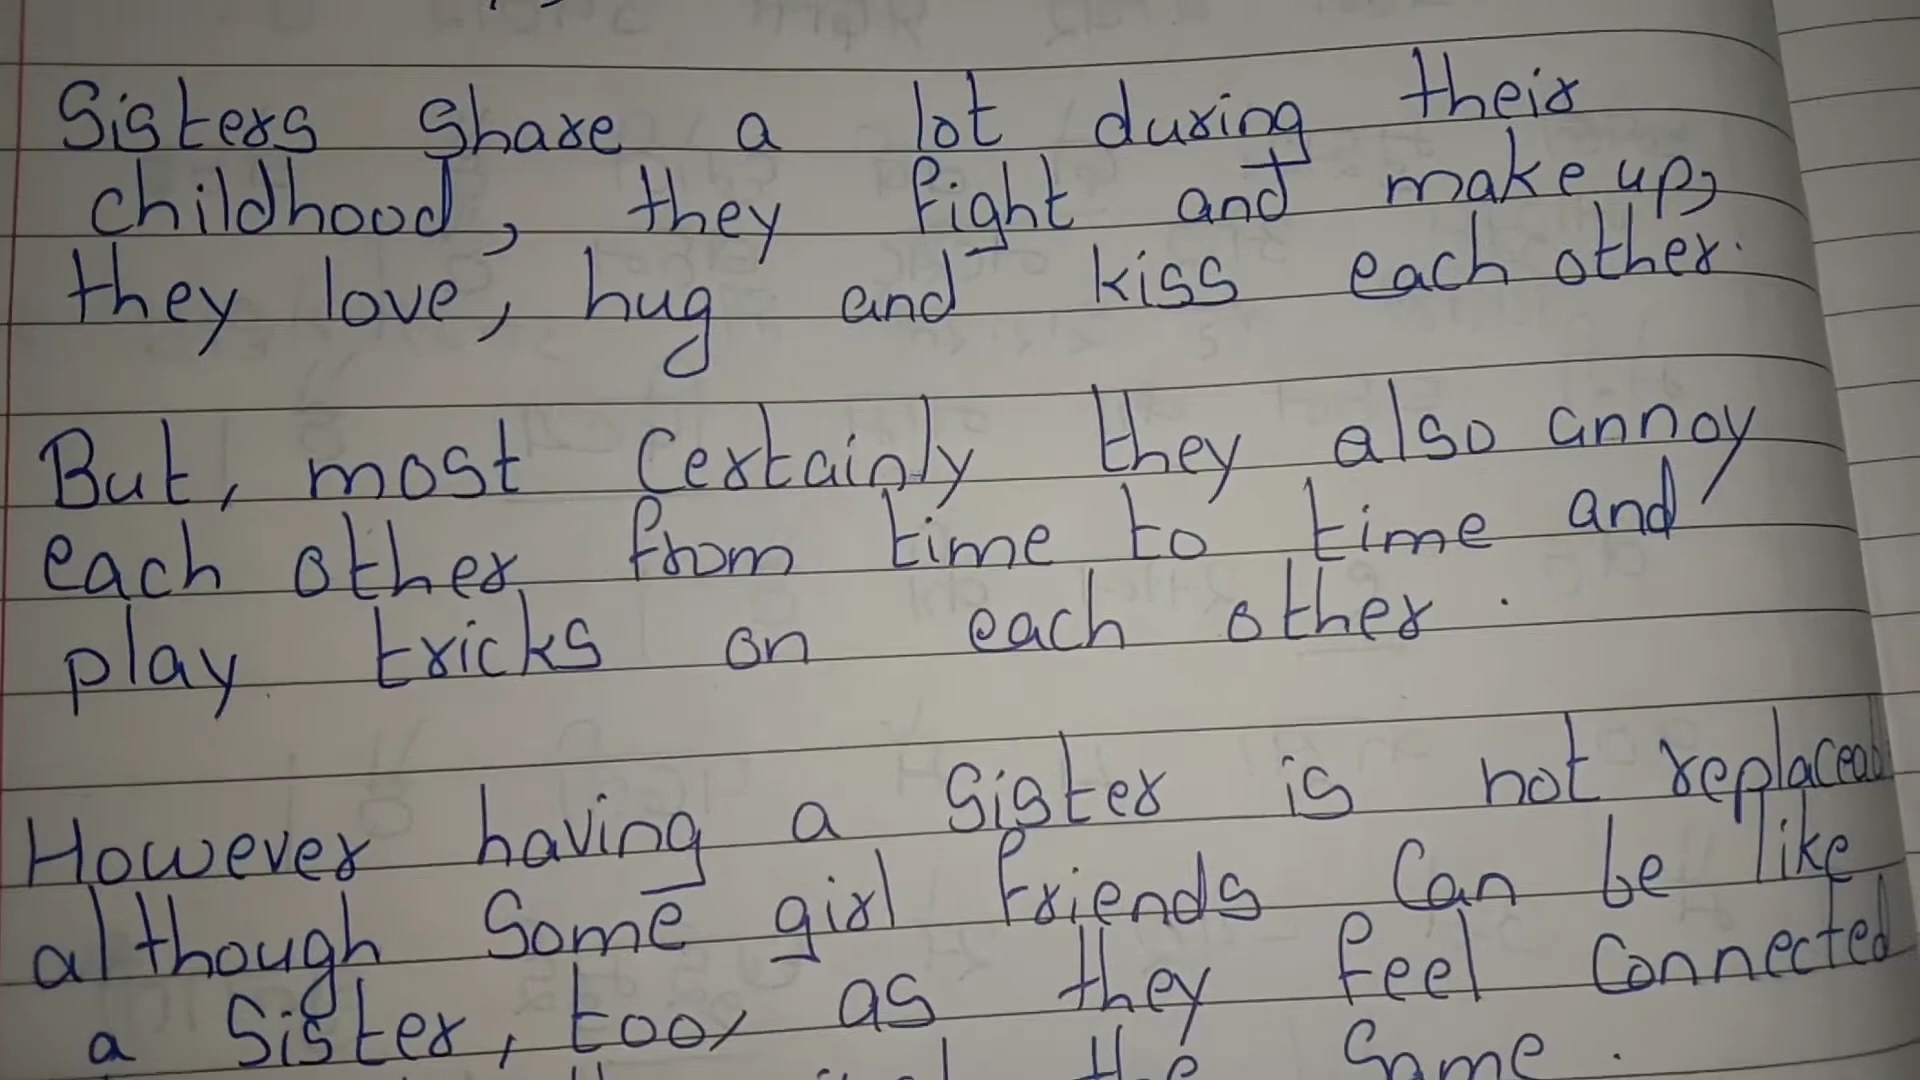 Sisters share a lot during their
childhood, they fight and make up,
they love, hug and kiss each other.
But, most certainly they also annoy
each other from time to time and
play tricks on each other.
However having a sister is not
although Some girl friends can be like
a sister, too, as they feel connected
the Same.